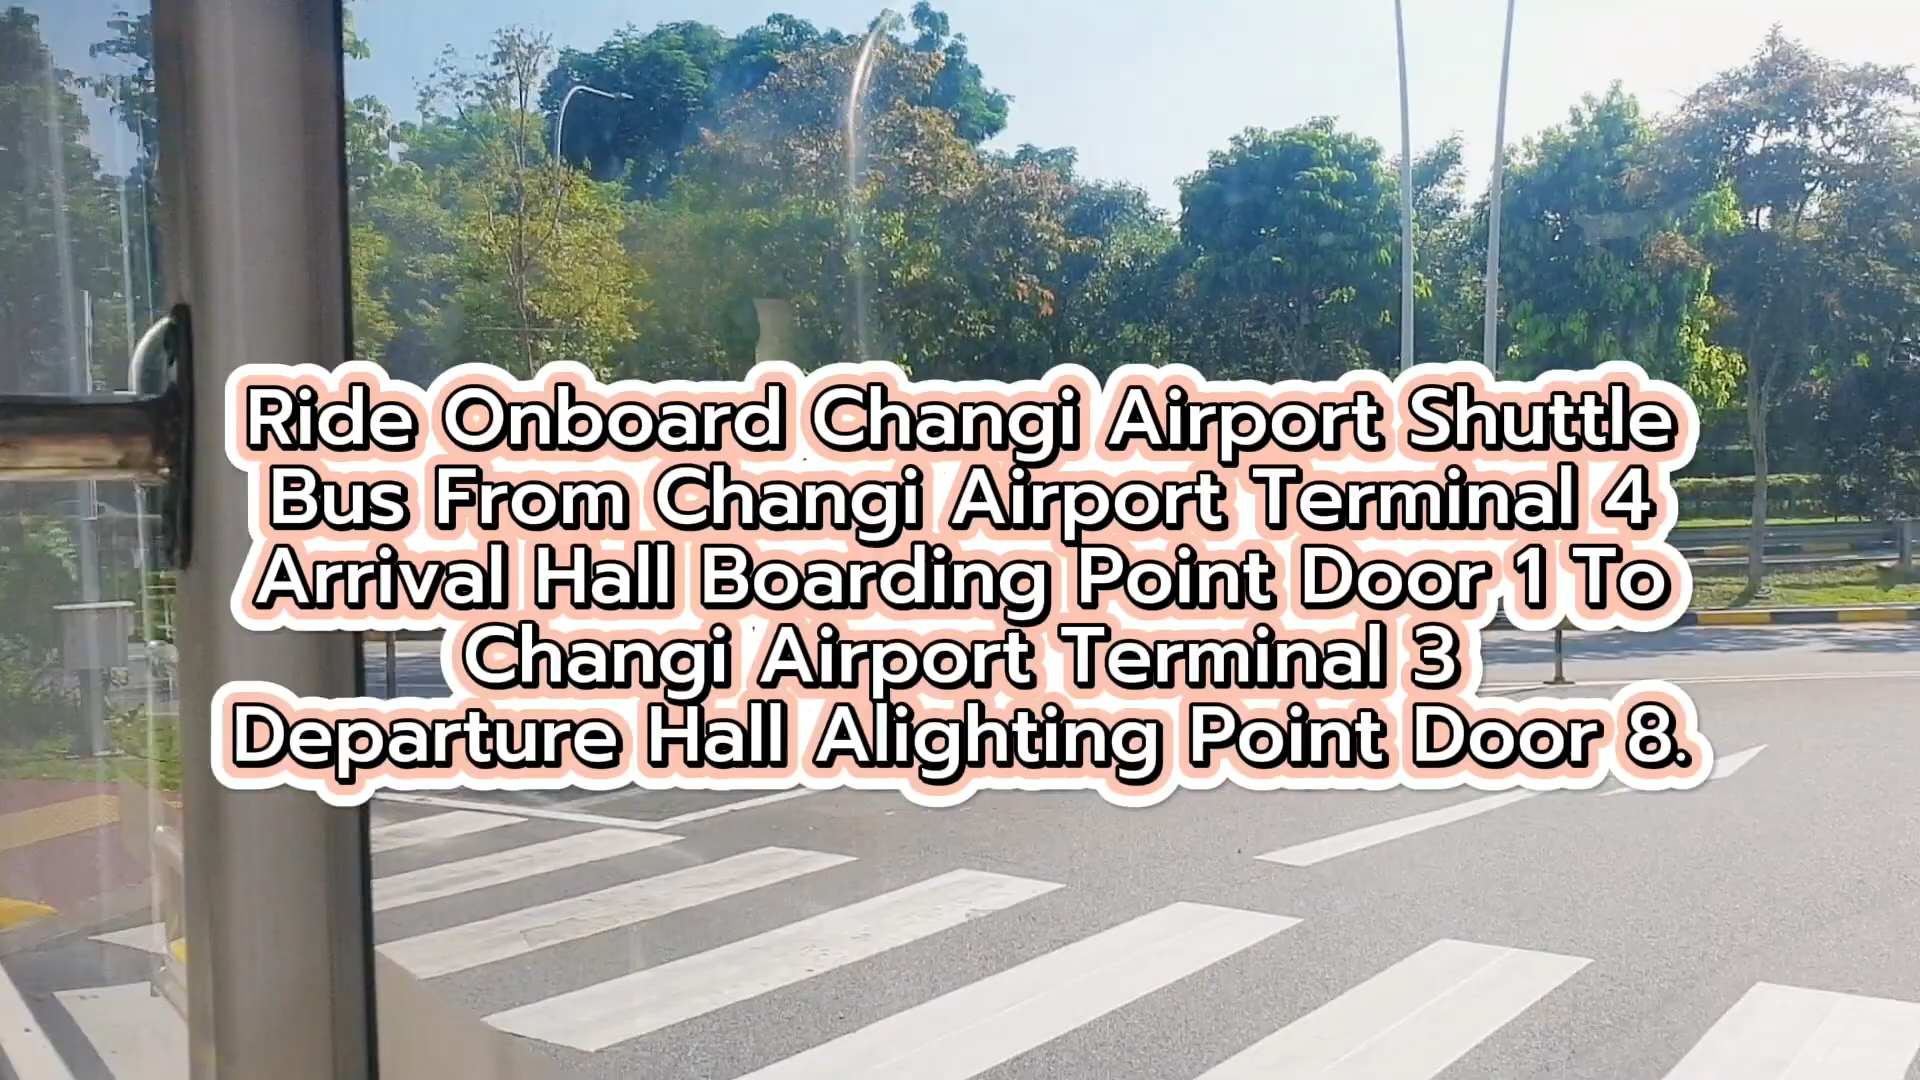 Ride Onboard Changi Airport Shuttle
Bus From Changi Airport Terminal 4
Arrival Hall Boarding Point Door 1 To
Changi Airport Terminal 3
Departure Hall Alighting Point Door 8.